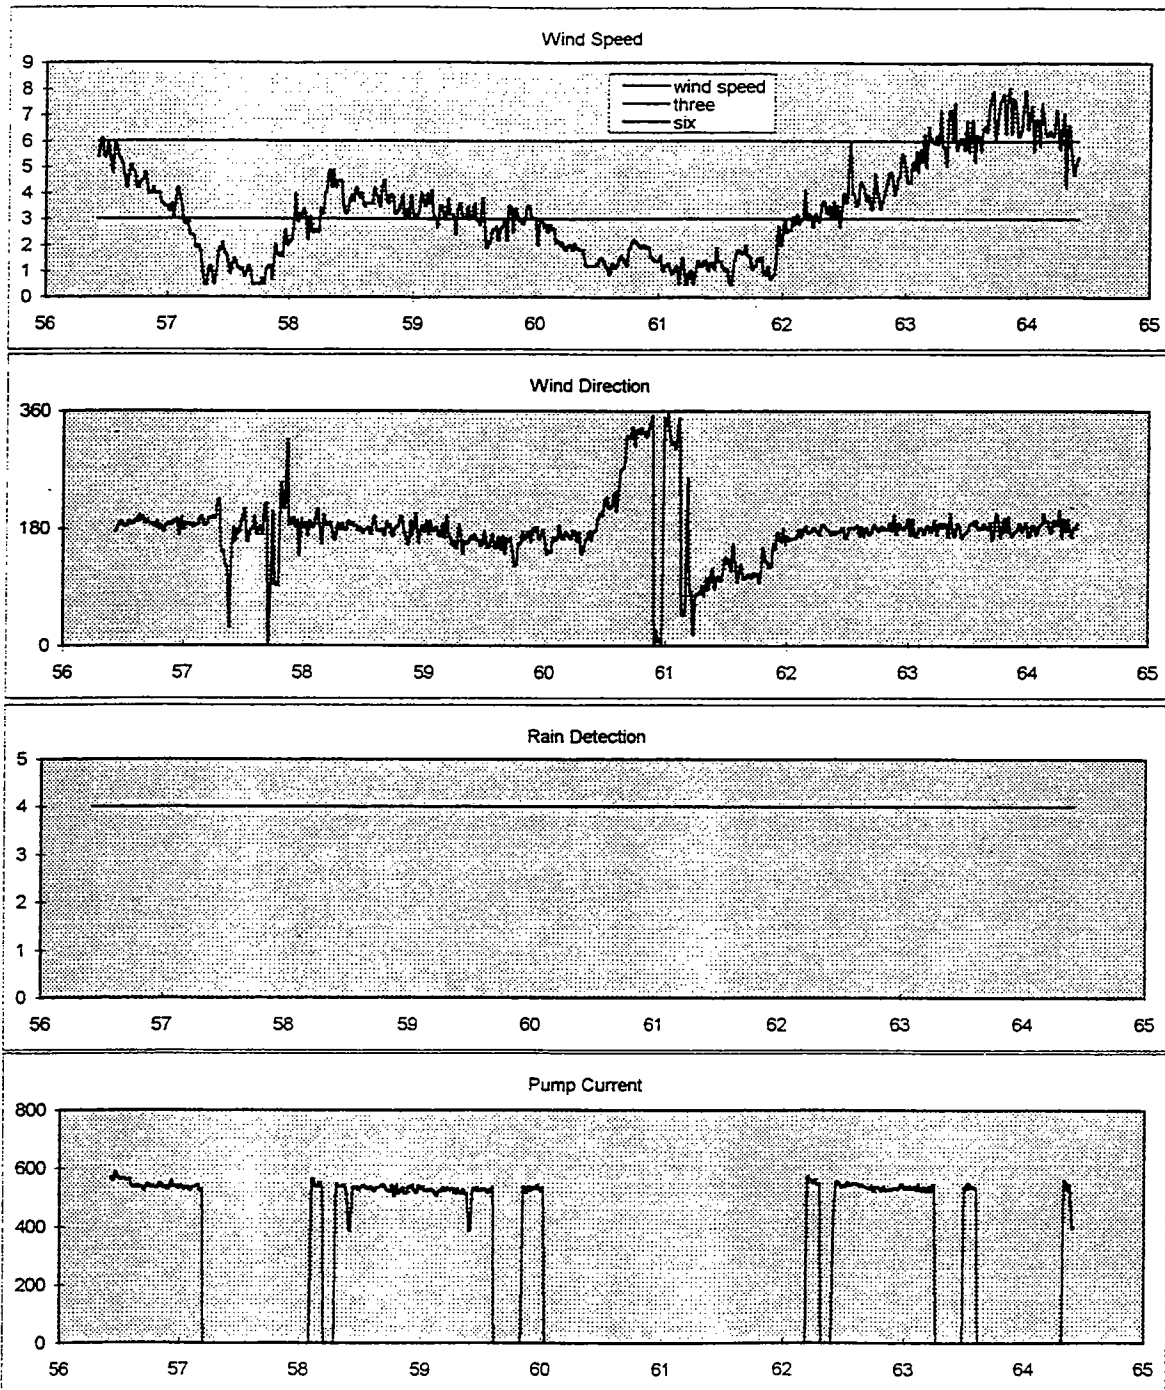 Wind Speed
9
8
7
6
5
4
3
2
1
0
wind speed
three
six
56 57 58 59 60 61 62 63 64 65
Wind Direction
360
180
0
56 57 58 59 60 61 62 63 64 65
Rain Detection
5
4
3
2
1
0
56 57 58 59 60 61 62 63 64 65
Pump Current
800
600
400
200
0
56 57 58 59 60 61 62 63 64 65